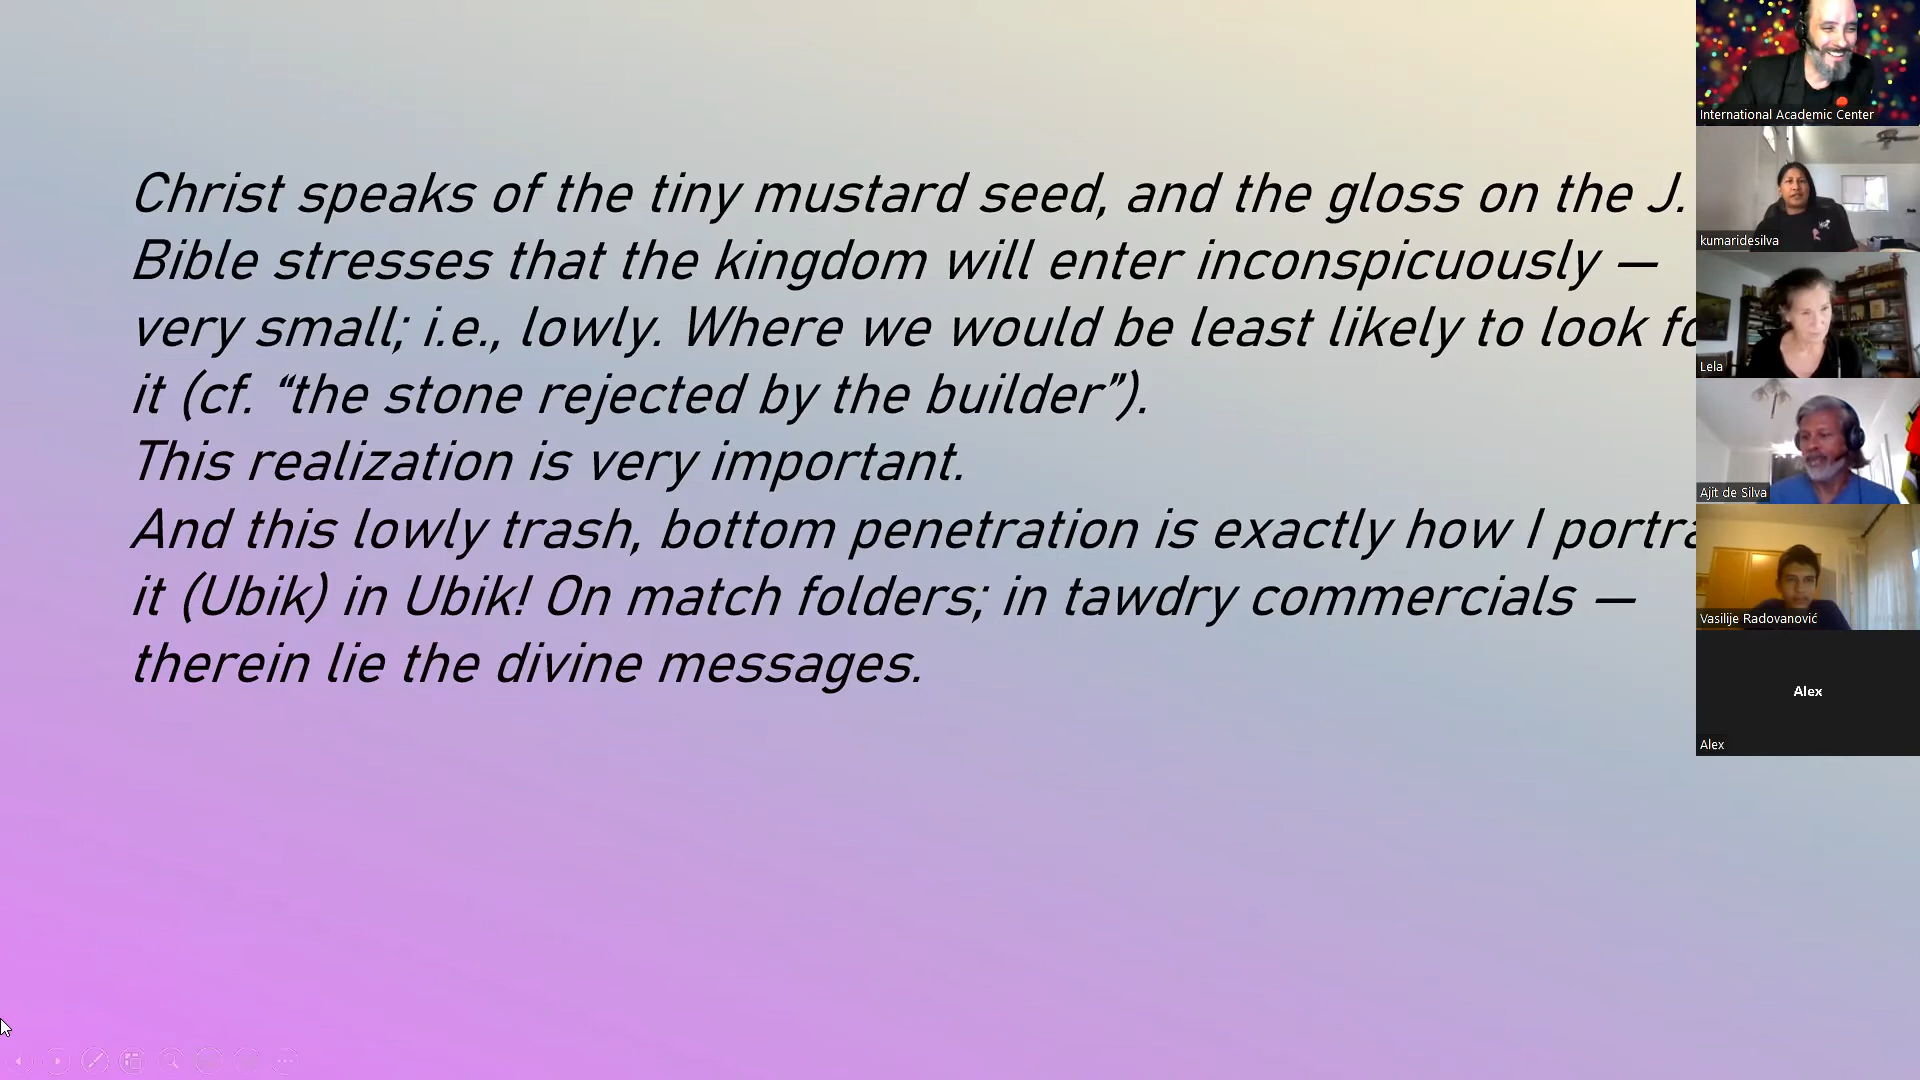 Christ speaks of the tiny mustard seed, and the gloss on the J.
Bible stresses that the kingdom will enter inconspicuously —
very small; i.e., lowly. Where we would be least likely to look
it (cf. “the stone rejected by the builder”).
This realization is very important.
And this lowly trash, bottom penetration is exactly how I
it (Ubik) in Ubik! On match folders; in tawdry commercials —
therein lie the divine messages.
International Academic Center
kumaridesilva
Lela
Ajit de Silva
Vasilije Radovanović
Alex
Alex